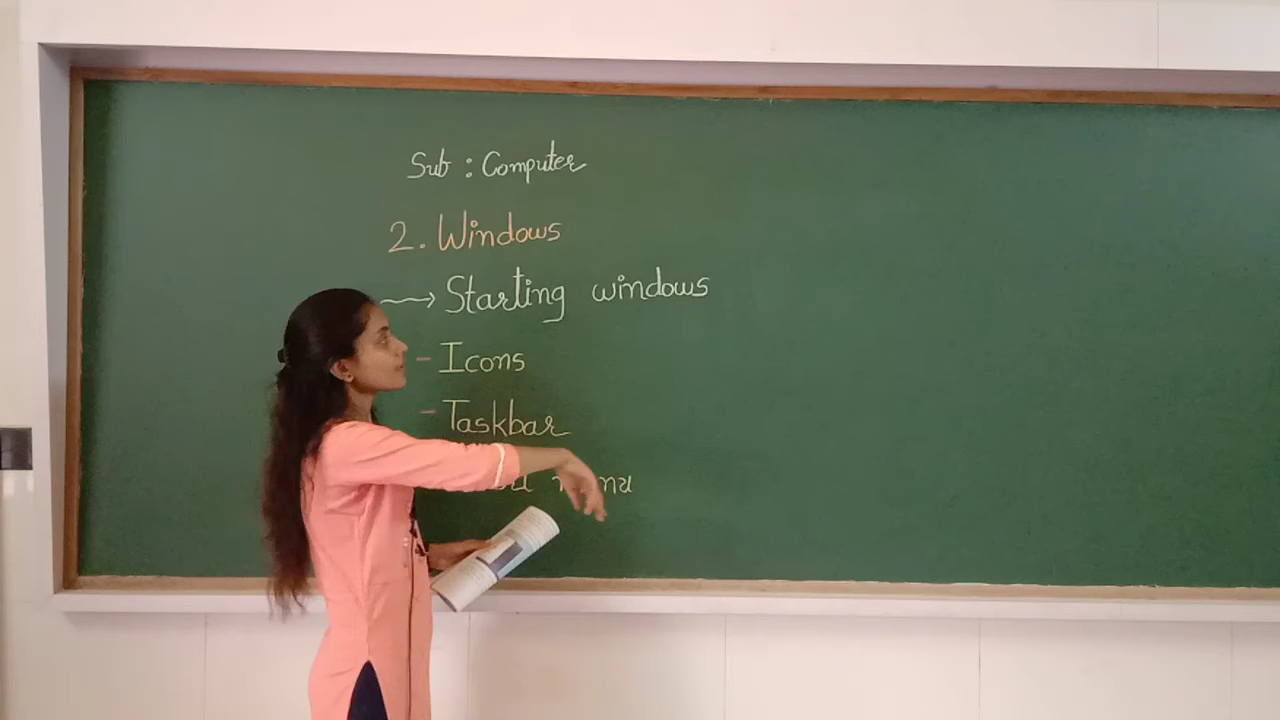 Sub : Computer
2. Windows
→ Starting windows
- Icons
- Taskbar